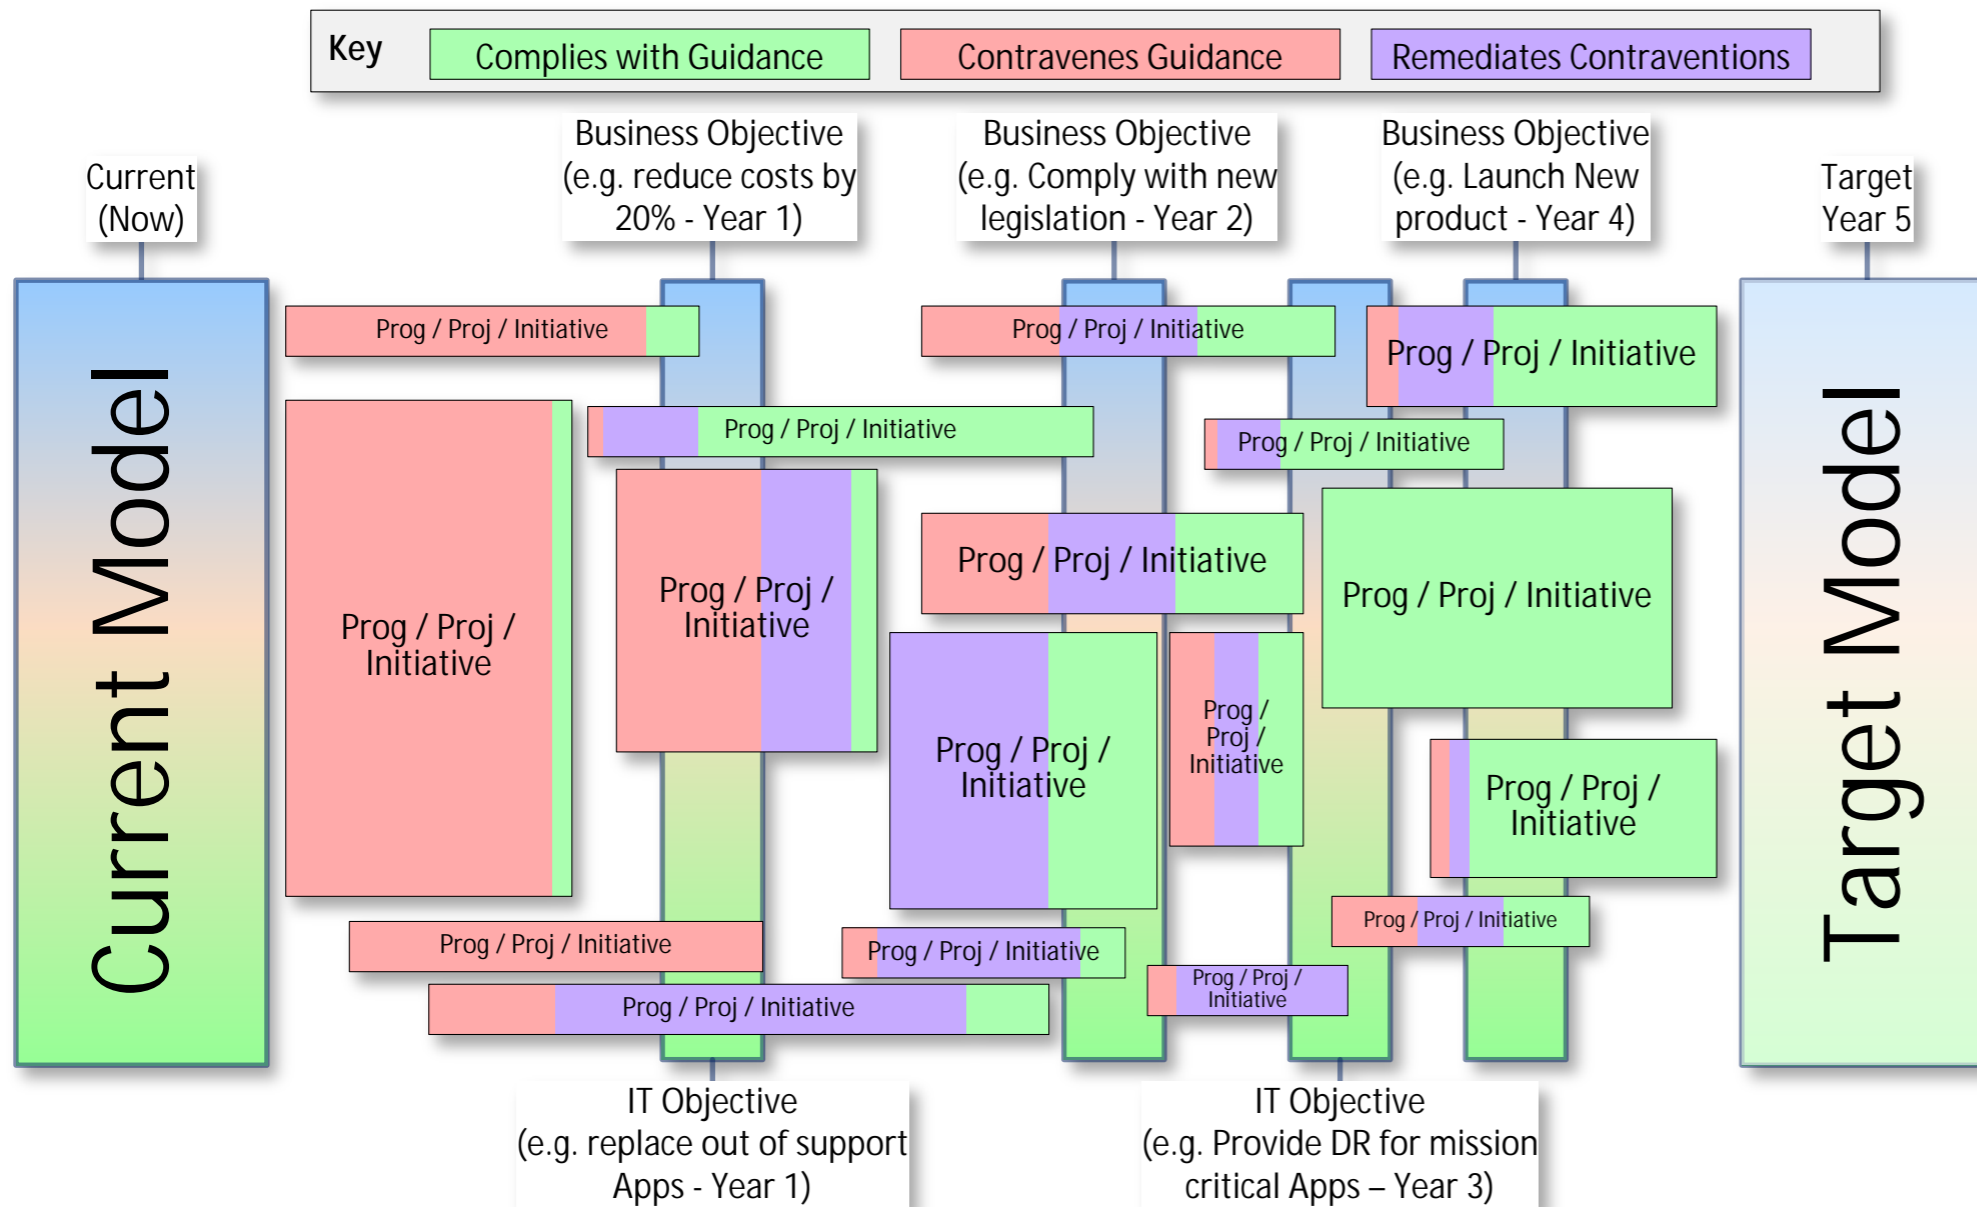 Key
Complies with Guidance
Contravenes Guidance
Remediates Contraventions
Current
(Now)
Business Objective
(e.g. reduce costs by
20% - Year 1)
Business Objective
(e.g. Comply with new
legislation - Year 2)
Business Objective
(e.g. Launch New
product - Year 4)
Target
Year 5
Current Model
Prog / Proj / Initiative
Prog / Proj / Initiative
Prog / Proj / Initiative
Prog / Proj / Initiative
Prog / Proj / Initiative
Prog / Proj / Initiative
Prog / Proj /
Initiative
Prog / Proj / Initiative
Prog / Proj / Initiative
Prog / Proj /
Initiative
Prog /
Proj /
Initiative
Prog / Proj /
Initiative
Prog / Proj /
Initiative
Prog / Proj / Initiative
Prog / Proj / Initiative
Prog / Proj / Initiative
Prog / Proj /
Initiative
Prog / Proj / Initiative
Target Model
IT Objective
(e.g. replace out of support
Apps - Year 1)
IT Objective
(e.g. Provide DR for mission
critical Apps – Year 3)